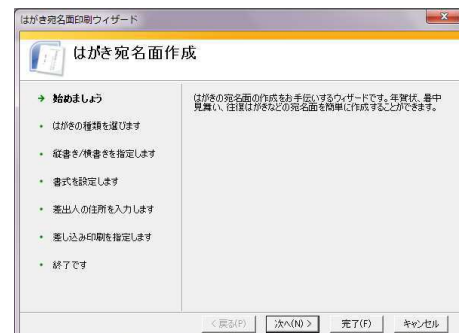 はがき宛名面印刷ウィザード
はがき宛名面作成
始めましょう
はがきの宛名面の作成をお手伝いするウィザードです。年賀状、暑中
見舞い、往復はがきなどの宛名面を簡単に作成することができます。
はがきの種類を選びます
縦書き/横書きを指定します
書式を設定します
差出人の住所を入力します
差し込み印刷を指定します
終了です
< 戻る(P)
次へ(N) >
完了(F)
キャンセル